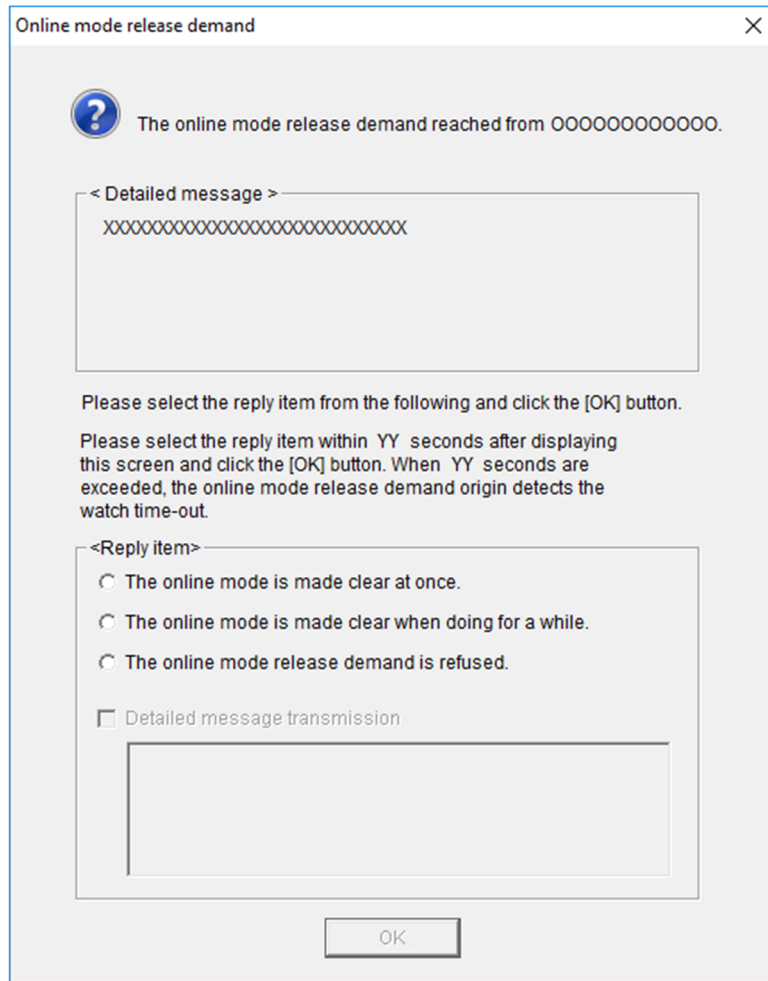 Online mode release demand
The online mode release demand reached from OOOOOOOOOOOOO.
< Detailed message >
XXXXXXXXXXXXXXXXXXXXXXXXXXXX
Please select the reply item from the following and click the [OK] button.
Please select the reply item within YY seconds after displaying
this screen and click the [OK] button. When YY seconds are
exceeded, the online mode release demand origin detects the
watch time-out.
<Reply item>
The online mode is made clear at once.
The online mode is made clear when doing for a while.
The online mode release demand is refused.
Detailed message transmission
OK